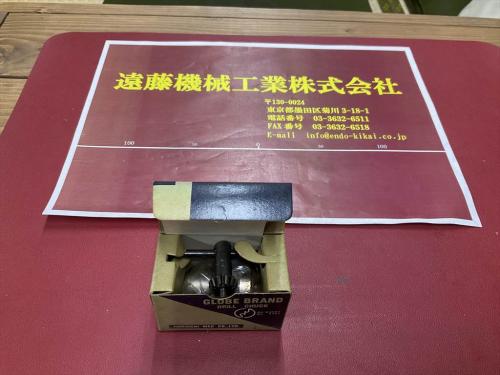 遠藤機械工業株式会社
〒130-0024
東京都墨田区菊川3-18-1
電話番号 03-3632-6511
FAX番号 03-3632-6518
E-mail info@endo-kikai.co.jp
100 50 0 50 100
GLOBE BRAND
DRILL CHUCK